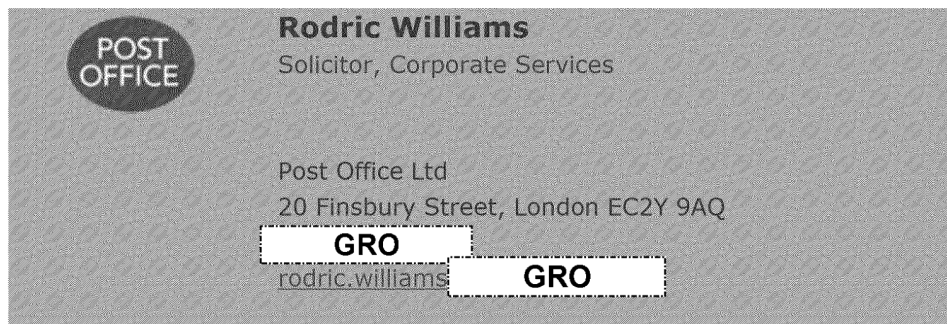 POST
OFFICE
Rodric Williams
Solicitor, Corporate Services
Post Office Ltd
20 Finsbury Street, London EC2Y 9AQ
GRO
rodric.williams GRO